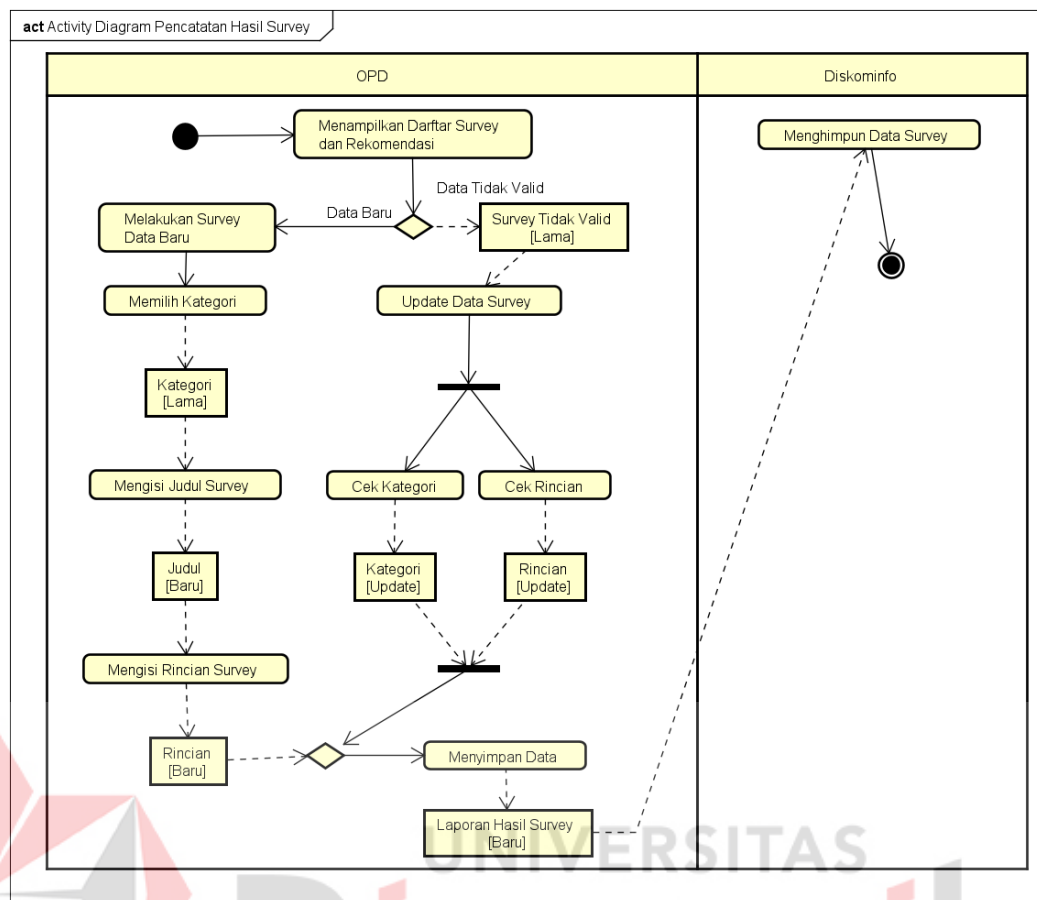 act Activity Diagram Pencatatan Hasil Survey
OPD
Diskominfo
Menampilkan Darftar Survey
dan Rekomendasi
Menghimpun Data Survey
Data Tidak Valid
Data Baru
Melakukan Survey
Data Baru
Survey Tidak Valid
[Lama]
Memilih Kategori
Update Data Survey
Kategori
[Lama]
Mengisi Judul Survey
Cek Kategori
Cek Rincian
Judul
[Baru]
Kategori
[Update]
Rincian
[Update]
Mengisi Rincian Survey
Rincian
[Baru]
Menyimpan Data
Laporan Hasil Survey
[Baru]
UNIVERSITAS